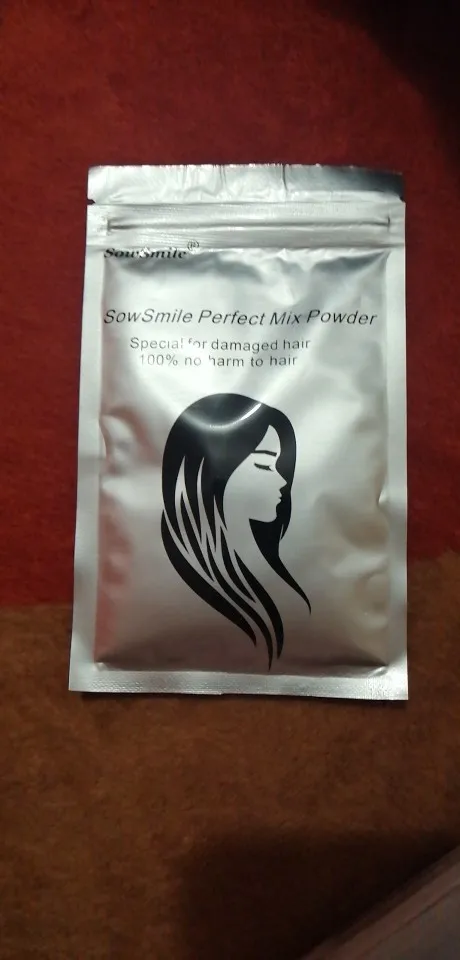 SowSmile®
SowSmile Perfect Mix Powder
Special for damaged hair
100% no harm to hair